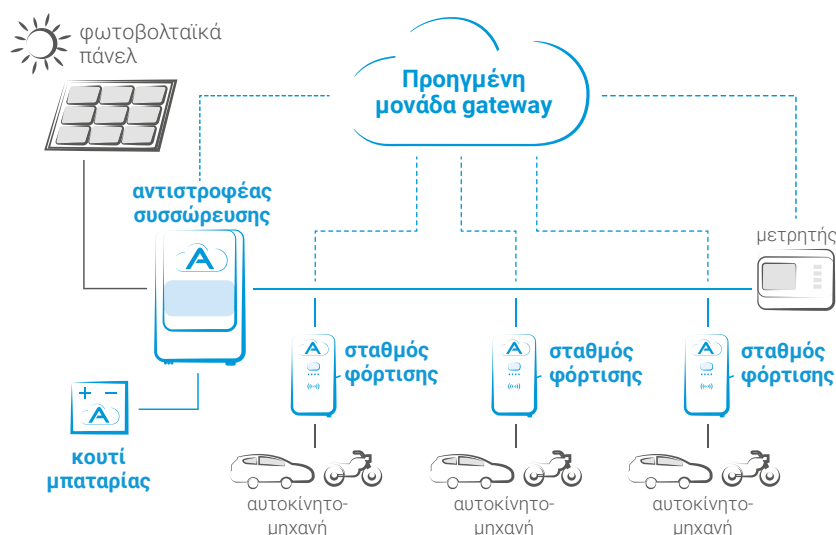 φωτοβολταϊκά
πάνελ
Προηγμένη
μονάδα gateway
αντιστροφέας
συσσώρευσης
μετρητής
A
A
σταθμός
φόρτισης
A
σταθμός
φόρτισης
A
σταθμός
φόρτισης
+ −
A
κουτί
μπαταρίας
αυτοκίνητο-
μηχανή
αυτοκίνητο-
μηχανή
αυτοκίνητο-
μηχανή